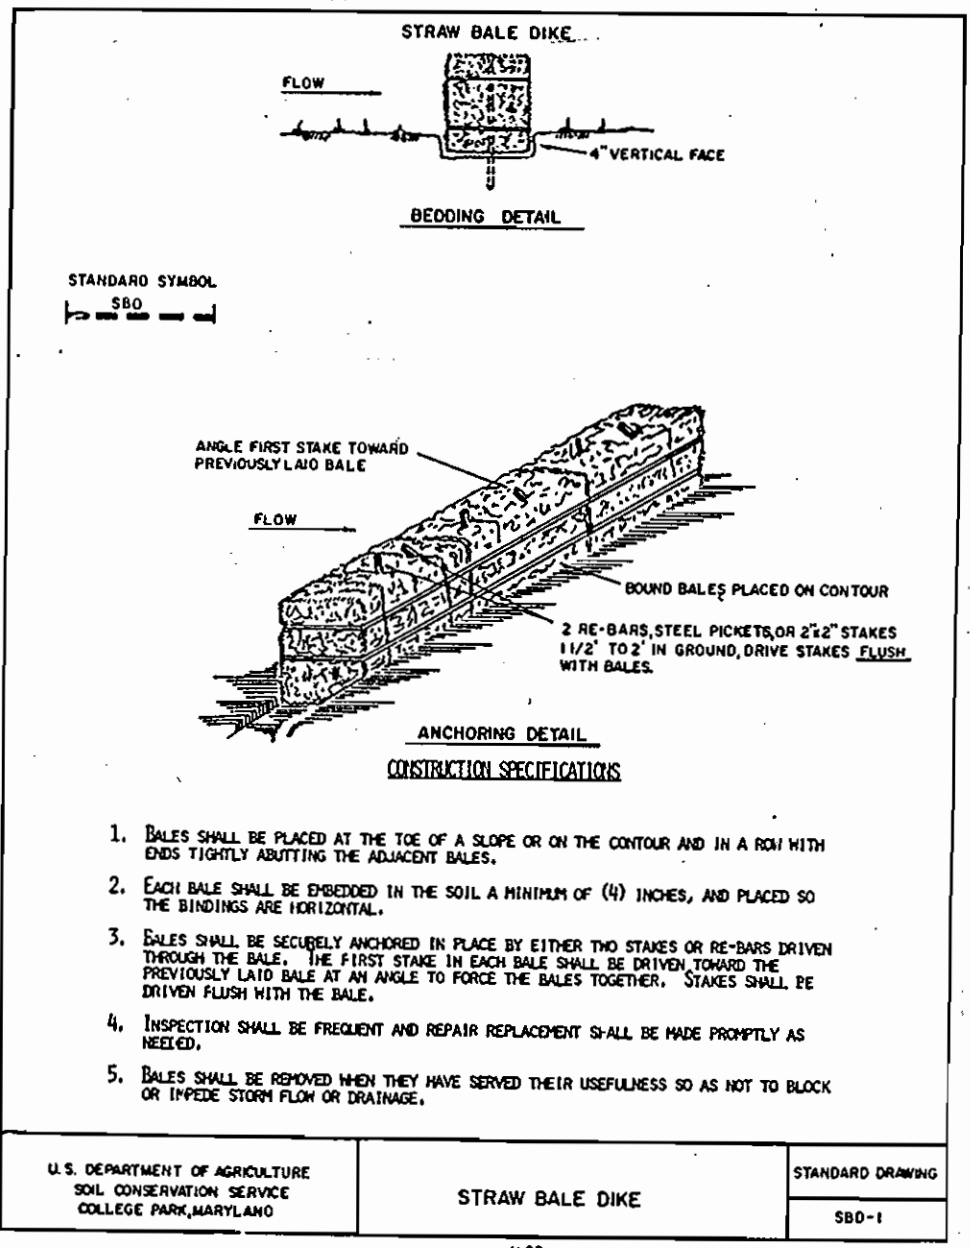 STRAW BALE DIKE
FLOW
4" VERTICAL FACE
BEDDING DETAIL
STANDARD SYMBOL
SBD
ANGLE FIRST STAKE TOWARD
PREVIOUSLY LAID BALE
FLOW
BOUND BALES PLACED ON CONTOUR
2 RE-BARS, STEEL PICKETS, OR 2"x2" STAKES
1 1/2' TO 2' IN GROUND, DRIVE STAKES FLUSH
WITH BALES.
ANCHORING DETAIL
CONSTRUCTION SPECIFICATIONS
1. BALES SHALL BE PLACED AT THE TOE OF A SLOPE OR ON THE CONTOUR AND IN A ROW WITH
ENDS TIGHTLY ABUTTING THE ADJACENT BALES.
2. EACH BALE SHALL BE EMBEDDED IN THE SOIL A MINIMUM OF (4) INCHES, AND PLACED SO
THE BINDINGS ARE HORIZONTAL.
3. BALES SHALL BE SECURELY ANCHORED IN PLACE BY EITHER TWO STAKES OR RE-BARS DRIVEN
THROUGH THE BALE. THE FIRST STAKE IN EACH BALE SHALL BE DRIVEN TOWARD THE
PREVIOUSLY LAID BALE AT AN ANGLE TO FORCE THE BALES TOGETHER. STAKES SHALL BE
DRIVEN FLUSH WITH THE BALE.
4. INSPECTION SHALL BE FREQUENT AND REPAIR REPLACEMENT SHALL BE MADE PROMPTLY AS
NEEDED.
5. BALES SHALL BE REMOVED WHEN THEY HAVE SERVED THEIR USEFULNESS SO AS NOT TO BLOCK
OR IMPEDE STORM FLOW OR DRAINAGE.
U.S. DEPARTMENT OF AGRICULTURE
SOIL CONSERVATION SERVICE
COLLEGE PARK, MARYLAND
STRAW BALE DIKE
STANDARD DRAWING
SBD-1